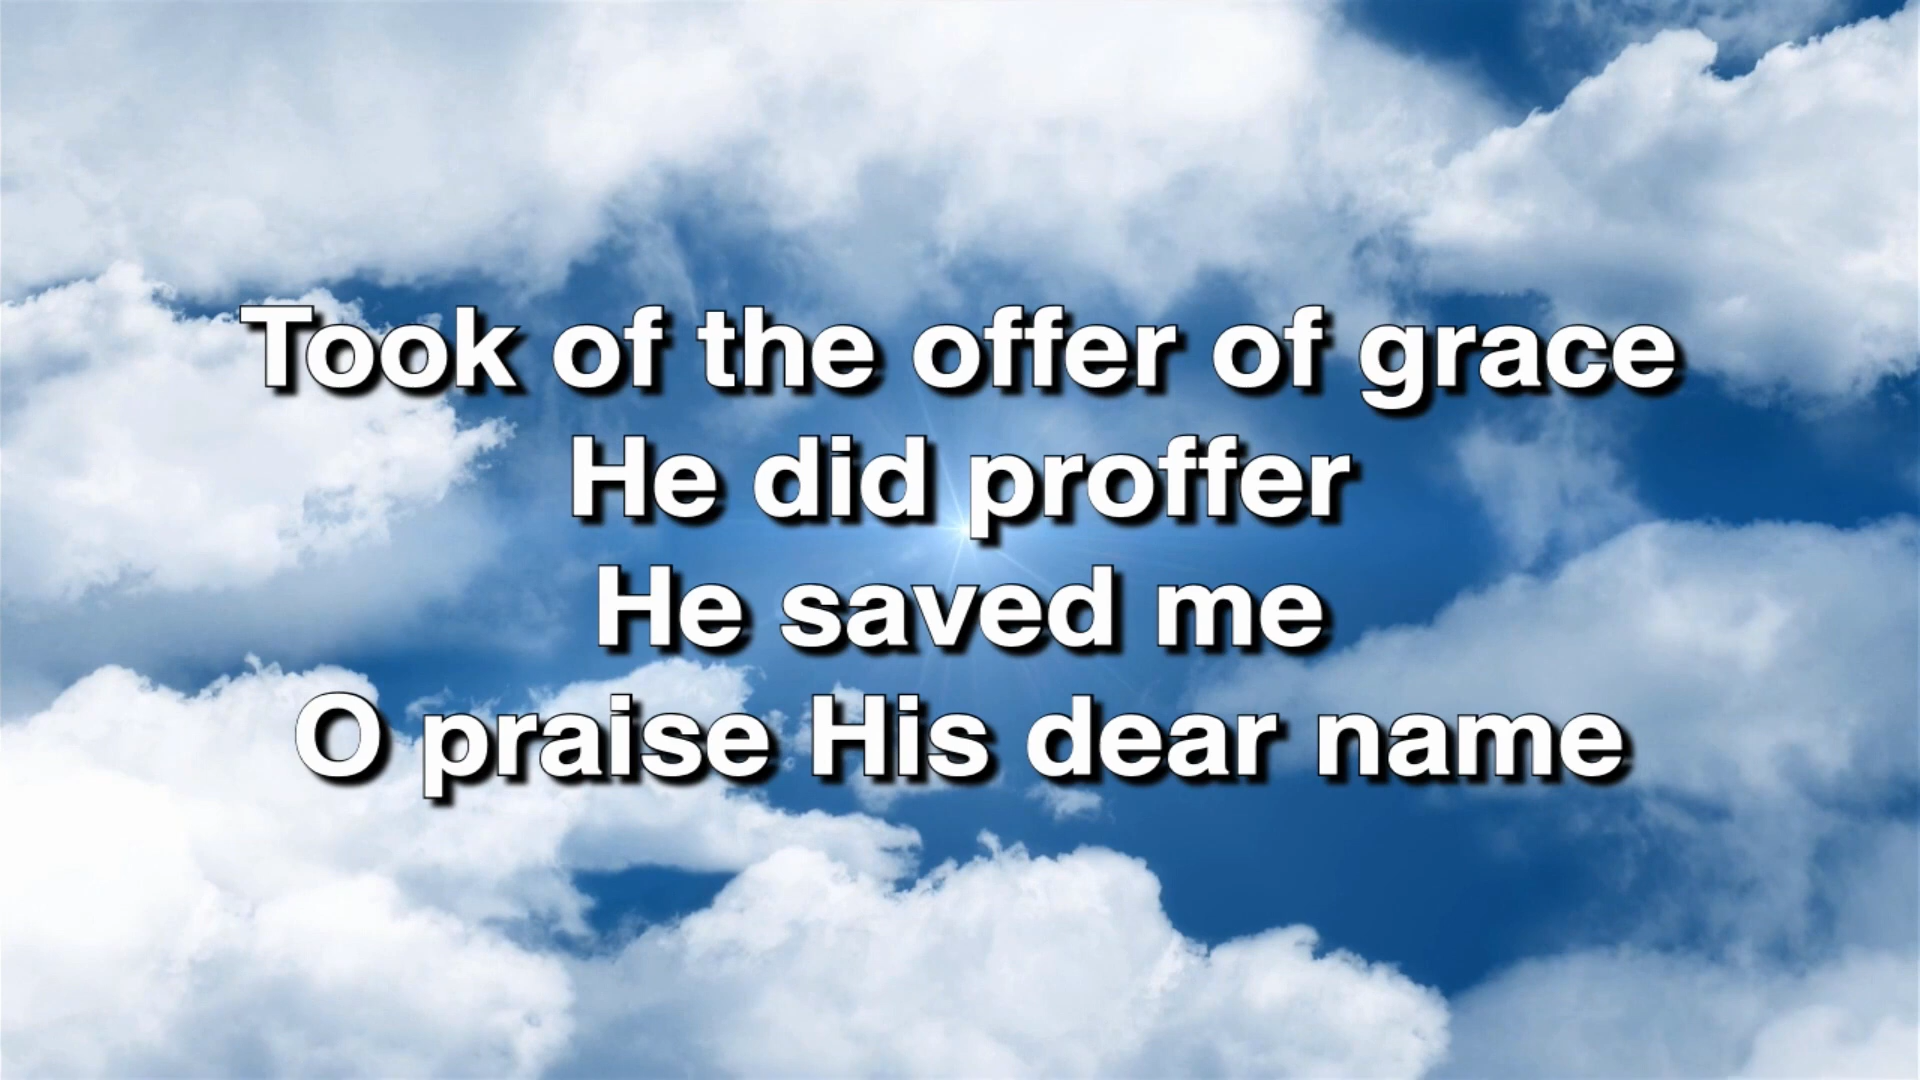 Took of the offer of grace
He did proffer
He saved me
O praise His dear name